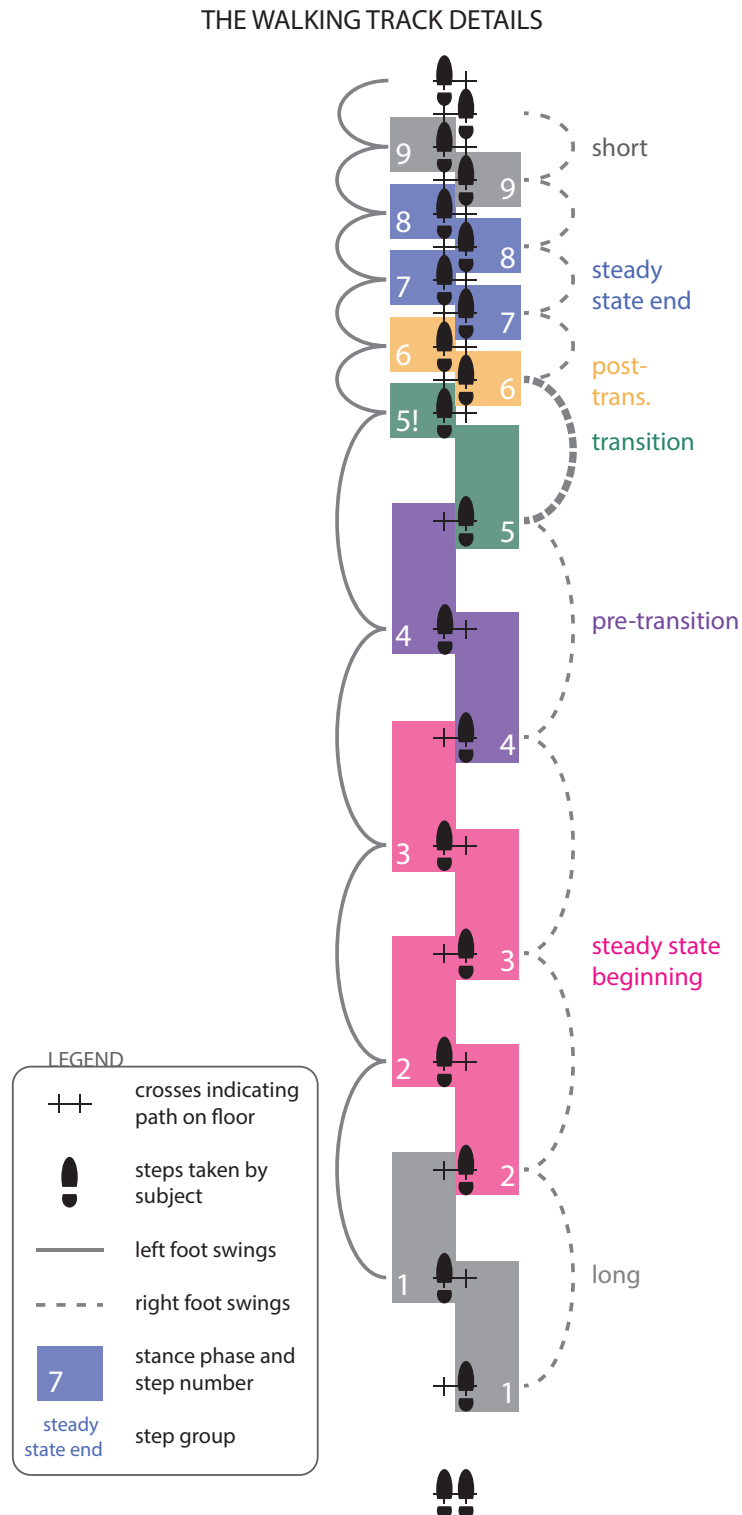 THE WALKING TRACK DETAILS
9
short
9
8
8
steady
state end
7
7
6
post-
trans.
6
5!
transition
5
pre-transition
4
4
3
steady state
beginning
3
LEGEND
2
crosses indicating
path on floor
2
steps taken by
subject
left foot swings
1
long
right foot swings
7
stance phase and
step number
1
steady
state end
step group